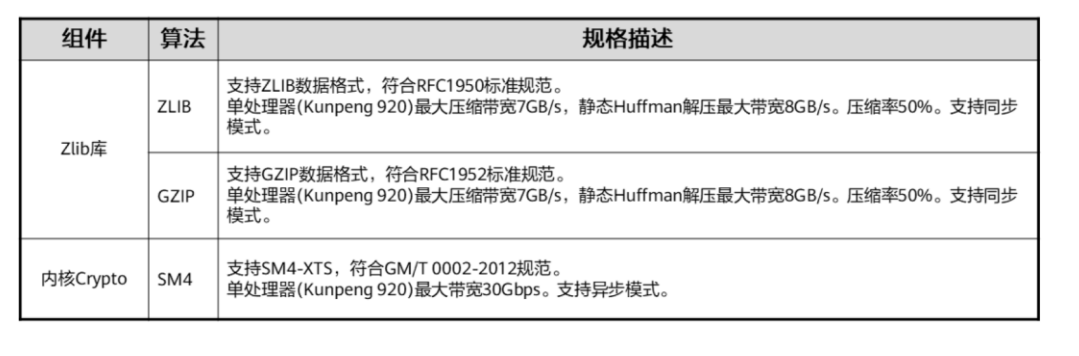 组件 算法 规格描述
Zlib库
ZLIB
支持ZLIB数据格式，符合RFC1950标准规范。
单处理器(Kunpeng 920)最大压缩带宽7GB/s，静态Huffman解压最大带宽8GB/s。压缩率50%。支持同步
模式。
GZIP
支持GZIP数据格式，符合RFC1952标准规范。
单处理器(Kunpeng 920)最大压缩带宽7GB/s，静态Huffman解压最大带宽8GB/s。压缩率50%。支持同步
模式。
内核Crypto
SM4
支持SM4-XTS，符合GM/T 0002-2012规范。
单处理器(Kunpeng 920)最大带宽30Gbps。支持异步模式。